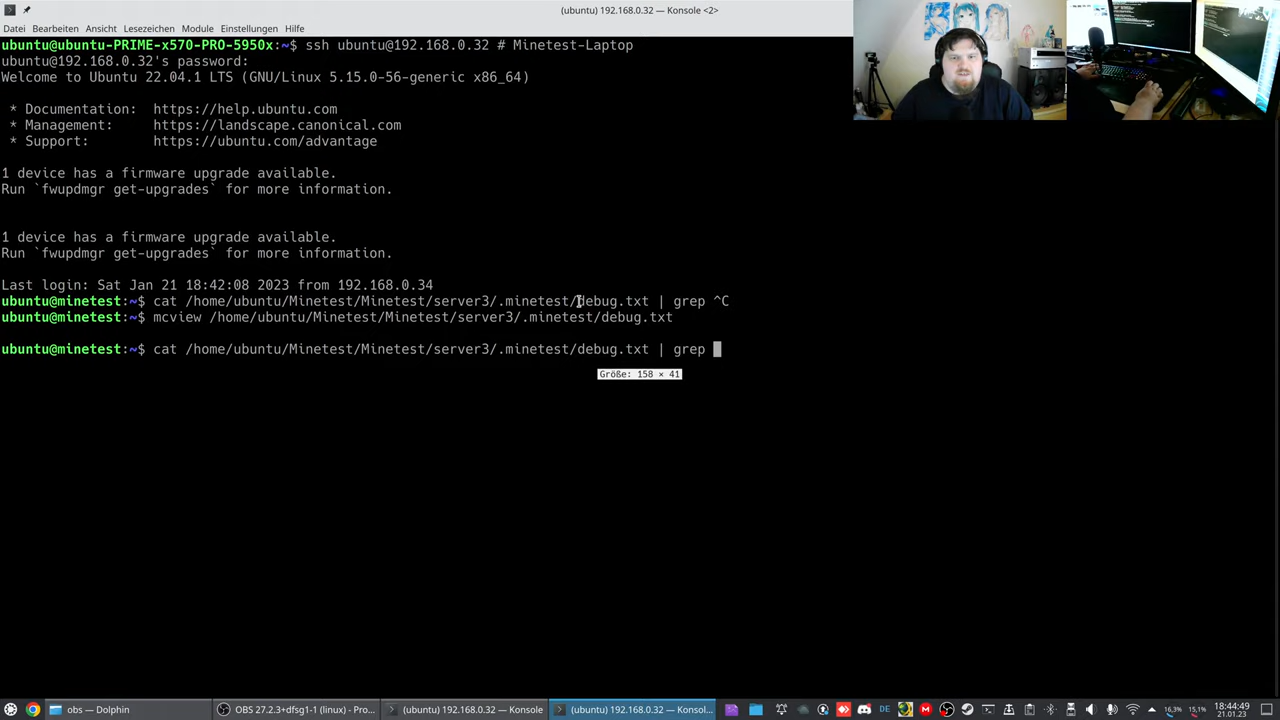 (ubuntu) 192.168.0.32 — Konsole <2>
Datei Bearbeiten Ansicht Lesezeichen Module Einstellungen Hilfe
ubuntu@ubuntu-PRIME-x570-PRO-5950x:~$ ssh ubuntu@192.168.0.32 # Minetest-Laptop
ubuntu@192.168.0.32's password:
Welcome to Ubuntu 22.04.1 LTS (GNU/Linux 5.15.0-56-generic x86_64)
* Documentation: https://help.ubuntu.com
* Management: https://landscape.canonical.com
* Support: https://ubuntu.com/advantage
1 device has a firmware upgrade available.
Run `fwupdmgr get-upgrades` for more information.
1 device has a firmware upgrade available.
Run `fwupdmgr get-upgrades` for more information.
Last login: Sat Jan 21 18:42:08 2023 from 192.168.0.34
ubuntu@minetest:~$ cat /home/ubuntu/Minetest/Minetest/server3/.minetest/debug.txt | grep ^C
ubuntu@minetest:~$ mcview /home/ubuntu/Minetest/Minetest/server3/.minetest/debug.txt
ubuntu@minetest:~$ cat /home/ubuntu/Minetest/Minetest/server3/.minetest/debug.txt | grep
Größe: 158 × 41
obs — Dolphin
OBS 27.2.3+dfsg1-1 (linux) - Pro...
(ubuntu) 192.168.0.32 — Konsole
(ubuntu) 192.168.0.32 — Konsol...
DE
16,3% 15,1%
18:44:49
21.01.23